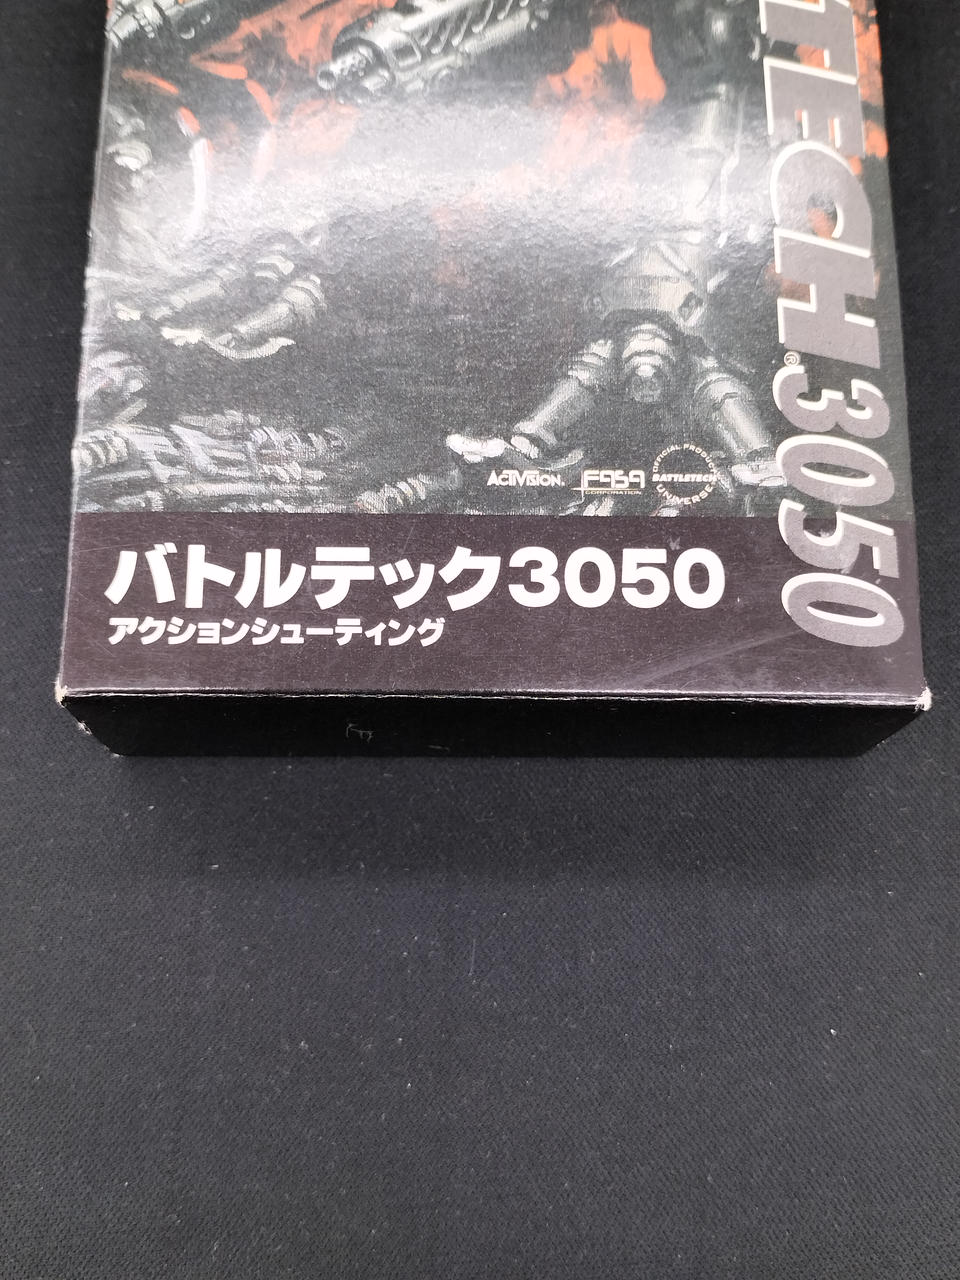 TECH® 3050
ACTIVISION.
FASA
CORPORATION
OFFICIAL PRODUCT
BATTLETECH
UNIVERSE
バトルテック3050
アクションシューティング